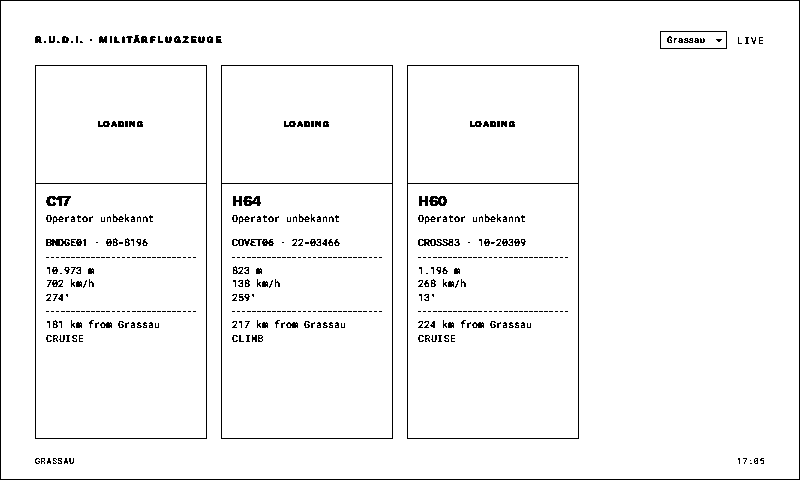 R.U.D.I. · MILITÄRFLUGZEUGE
Grassau
LIVE
LOADING
C17
Operator unbekannt
BNDGE01 · 08-8196
10.973 m
702 km/h
274°
181 km from Grassau
CRUISE
LOADING
H64
Operator unbekannt
COVET06 · 22-03466
823 m
138 km/h
259°
217 km from Grassau
CLIMB
LOADING
H60
Operator unbekannt
CROSS83 · 10-20309
1.196 m
268 km/h
13°
224 km from Grassau
CRUISE
GRASSAU
17:05